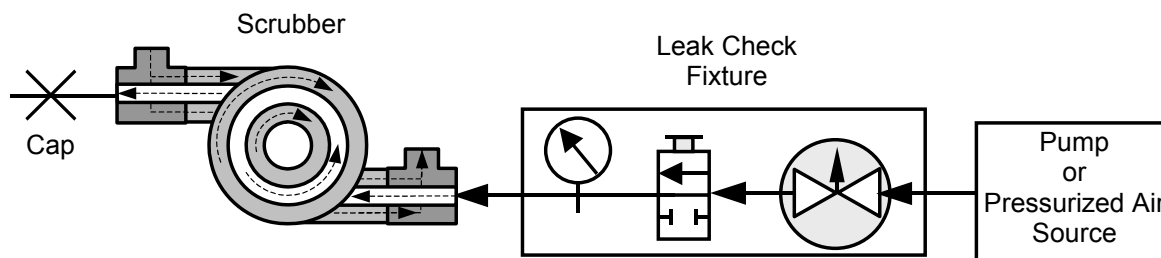 Scrubber
Cap
Leak Check
Fixture
Pump
or
Pressurized Air
Source